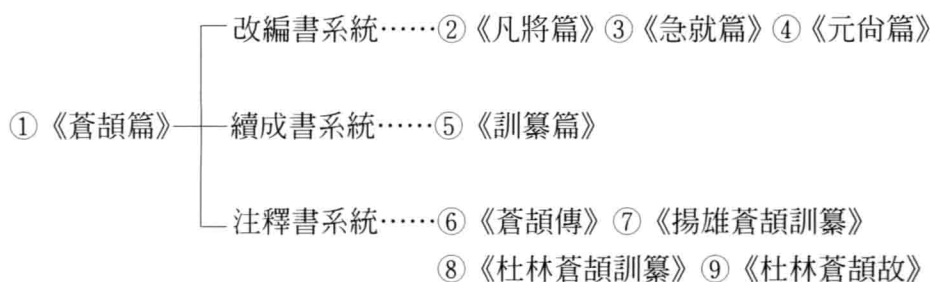 改編書系統……②《凡將篇》③《急就篇》④《元尙篇》
①《蒼頡篇》續成書系統……⑤《訓纂篇》
注釋書系統……⑥《蒼頡傳》⑦《揚雄蒼頡訓纂》
⑧《杜林蒼頡訓纂》⑨《杜林蒼頡故》